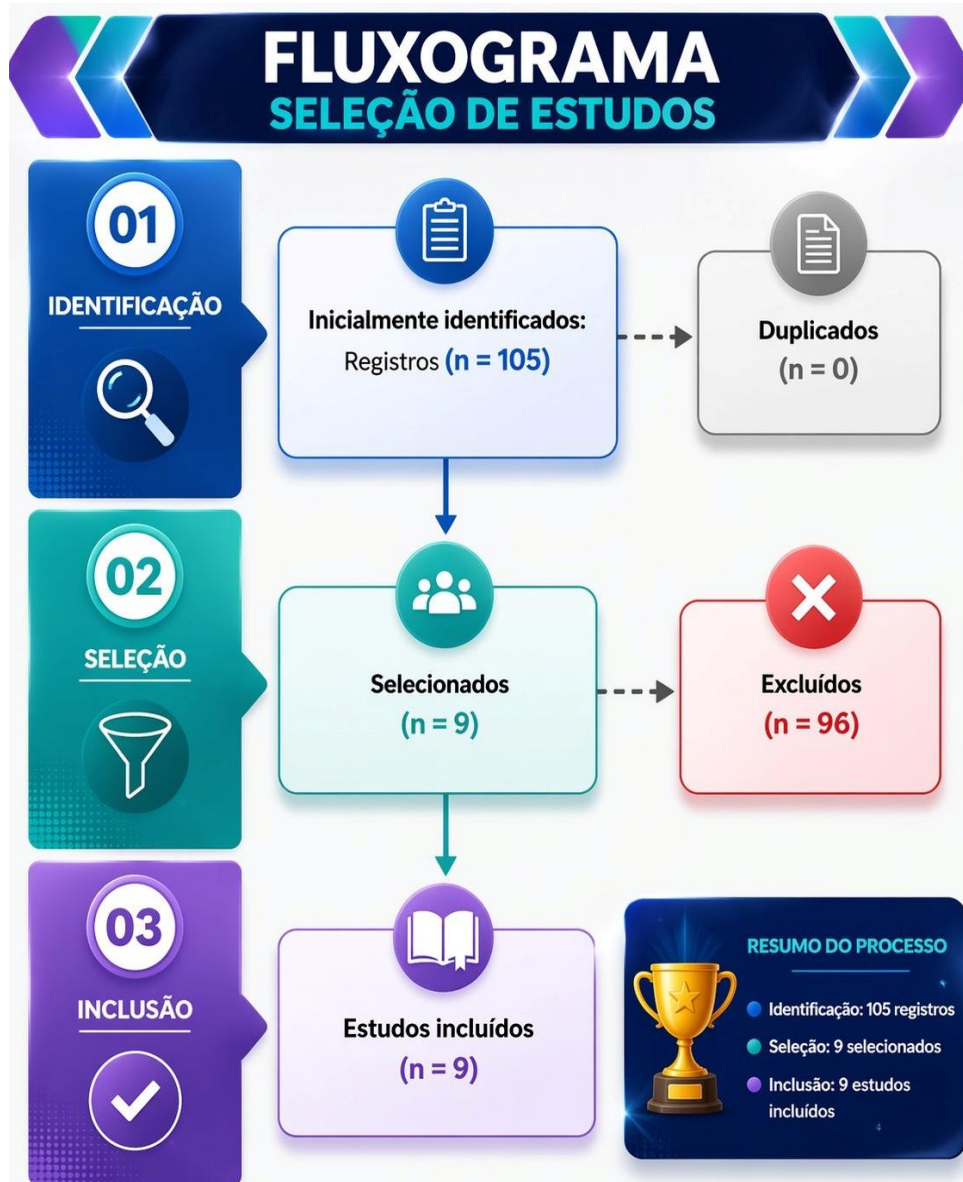 FLUXOGRAMA
SELEÇÃO DE ESTUDOS
01
IDENTIFICAÇÃO
Inicialmente identificados:
Registros (n = 105)
Duplicados
(n = 0)
02
SELEÇÃO
Selecionados
(n = 9)
Excluídos
(n = 96)
03
INCLUSÃO
Estudos incluídos
(n = 9)
RESUMO DO PROCESSO
Identificação: 105 registros
Seleção: 9 selecionados
Inclusão: 9 estudos
incluídos